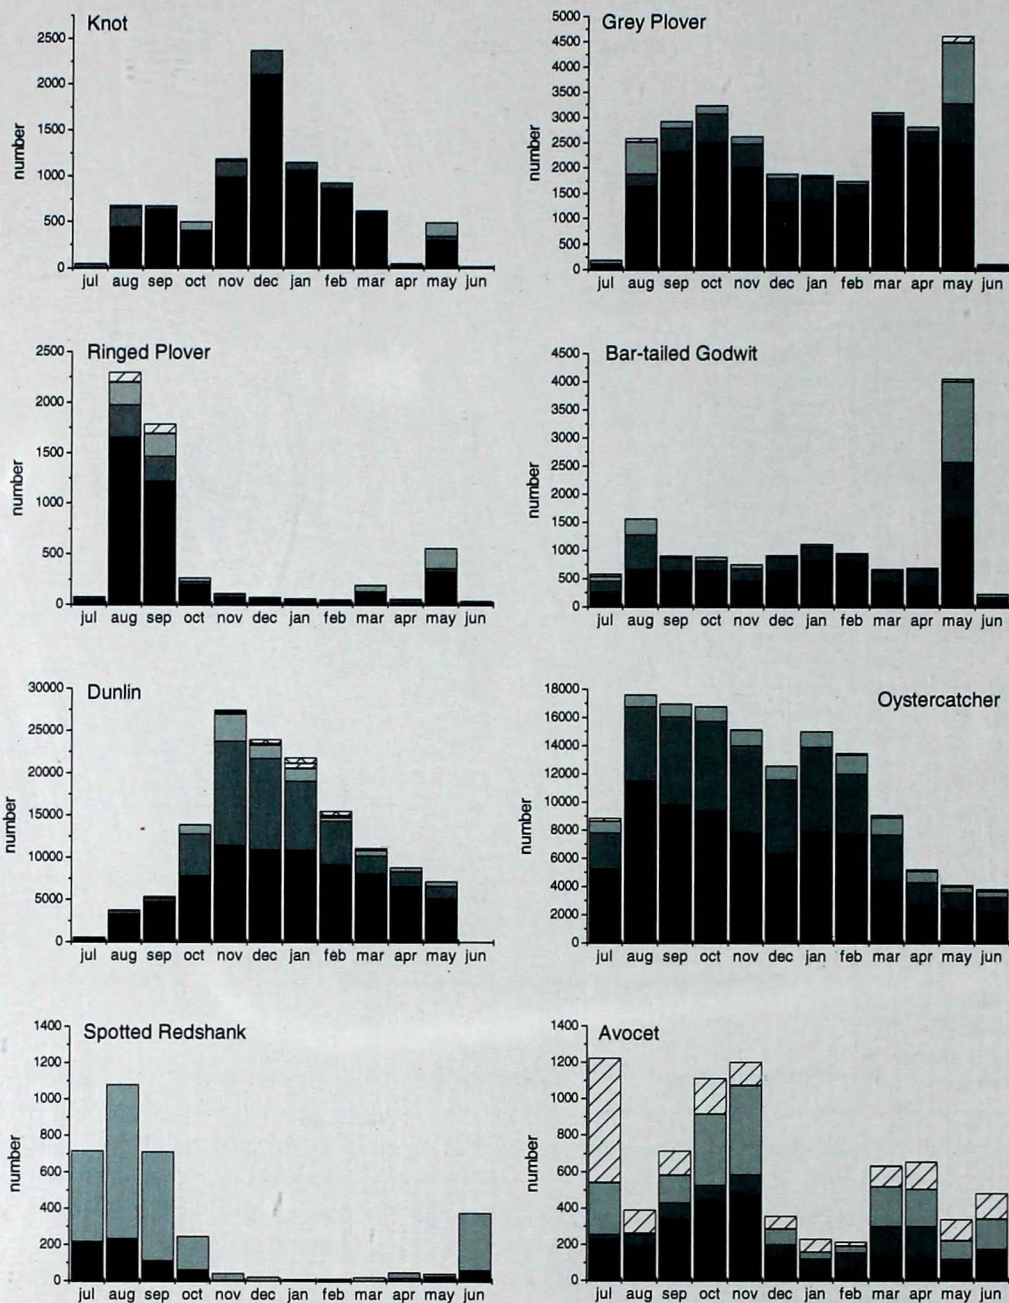 Knot
number
2500
2000
1500
1000
500
0
jul aug sep oct nov dec jan feb mar apr may jun
Grey Plover
number
5000
4500
4000
3500
3000
2500
2000
1500
1000
500
0
jul aug sep oct nov dec jan feb mar apr may jun
Ringed Plover
number
2500
2000
1500
1000
500
0
jul aug sep oct nov dec jan feb mar apr may jun
Bar-tailed Godwit
number
4500
4000
3500
3000
2500
2000
1500
1000
500
0
jul aug sep oct nov dec jan feb mar apr may jun
Dunlin
number
30000
25000
20000
15000
10000
5000
0
jul aug sep oct nov dec jan feb mar apr may jun
Oystercatcher
number
18000
16000
14000
12000
10000
8000
6000
4000
2000
0
jul aug sep oct nov dec jan feb mar apr may jun
Spotted Redshank
number
1400
1200
1000
800
600
400
200
0
jul aug sep oct nov dec jan feb mar apr may jun
Avocet
number
1400
1200
1000
800
600
400
200
0
jul aug sep oct nov dec jan feb mar apr may jun